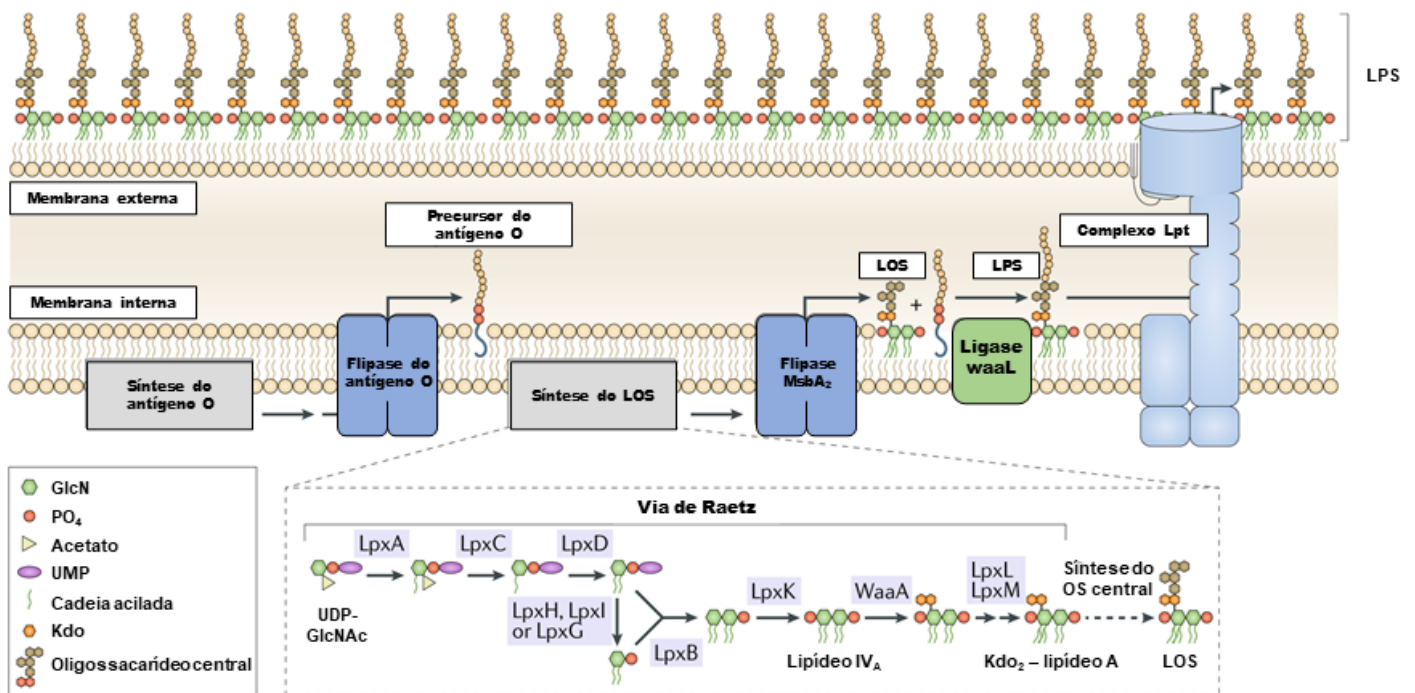 LPS
Membrana externa
Precursor do
antígeno O
Complexo Lpt
LOS
LPS
+
Membrana interna
Síntese do
antígeno O
Flipase do
antígeno O
Síntese do LOS
Flipase
MsbA₂
Ligase
waaL
GlcN
PO₄
Acetato
UMP
Cadeia acilada
Kdo
Oligossacarídeo central
Via de Raetz
LpxA
LpxC
LpxD
UDP-
GlcNAc
LpxH, LpxI
or LpxG
LpxB
LpxK
WaaA
LpxL
LpxM
Síntese do
OS central
Lipídeo IVₐ
Kdo₂ – lipídeo A
LOS